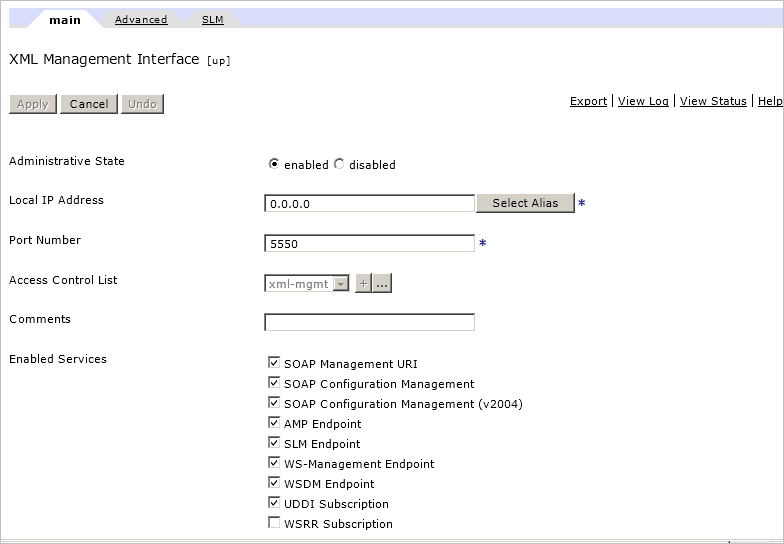 main Advanced SLM
XML Management Interface [up]
Apply Cancel Undo Export | View Log | View Status | Help
Administrative State enabled disabled
Local IP Address 0.0.0.0 Select Alias *
Port Number 5550 *
Access Control List xml-mgmt + ...
Comments
Enabled Services SOAP Management URI
SOAP Configuration Management
SOAP Configuration Management (v2004)
AMP Endpoint
SLM Endpoint
WS-Management Endpoint
WSDM Endpoint
UDDI Subscription
WSRR Subscription